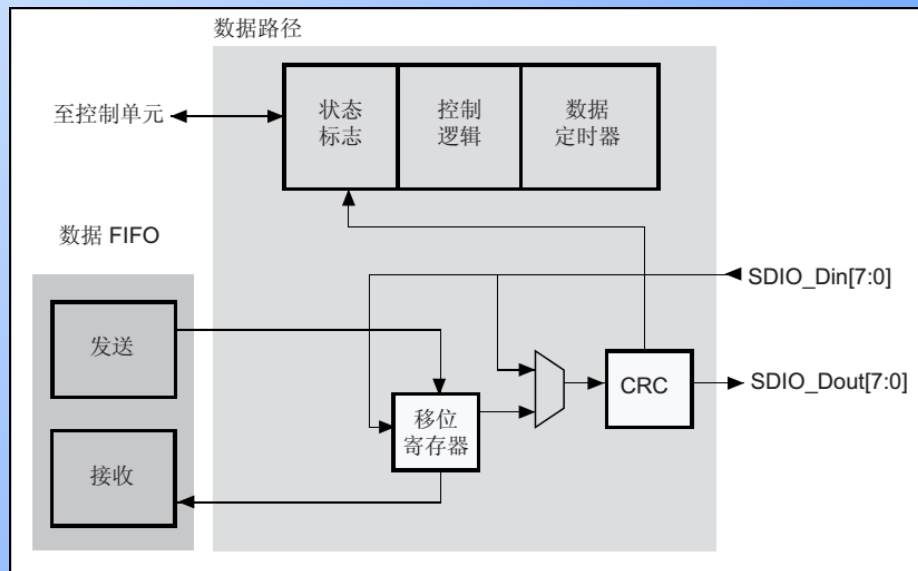 数据路径
至控制单元
状态
标志
控制
逻辑
数据
定时器
数据 FIFO
SDIO_Din[7:0]
发送
CRC
SDIO_Dout[7:0]
移位
寄存器
接收